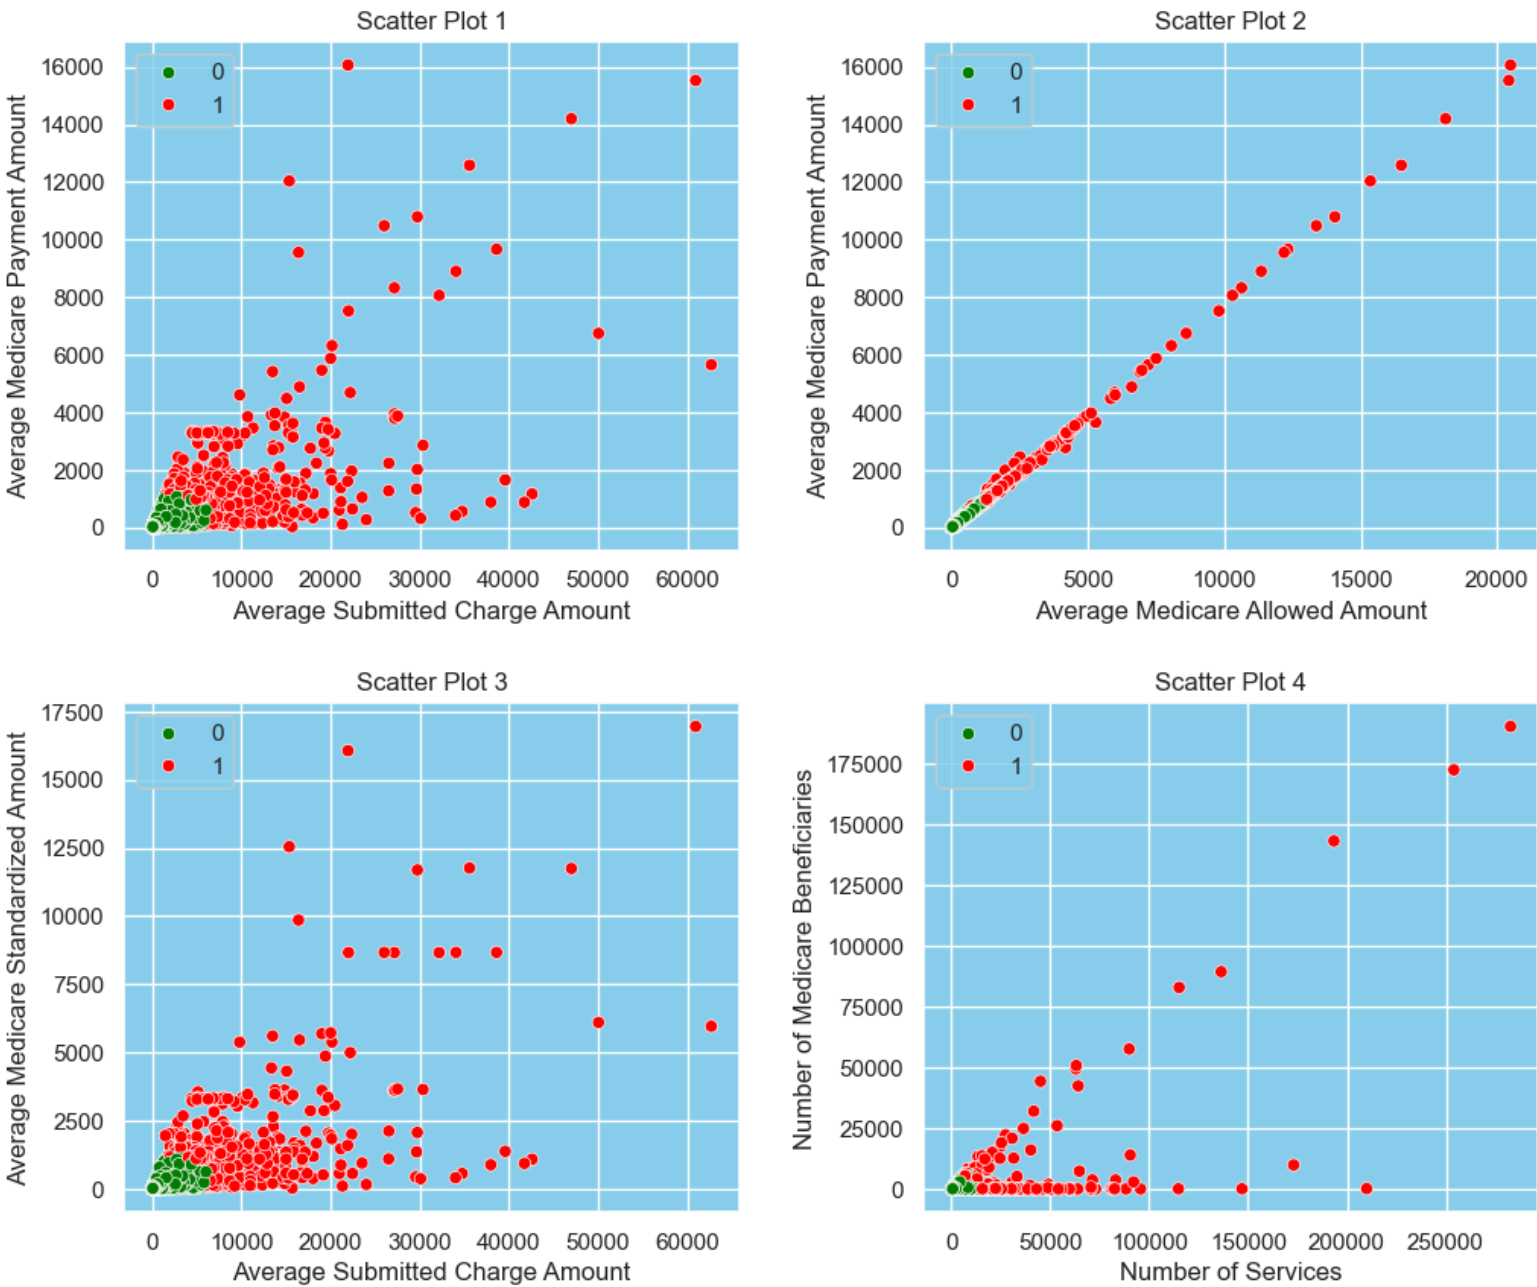 Scatter Plot 1
Average Medicare Payment Amount
16000
14000
12000
10000
8000
6000
4000
2000
0
0
1
0 10000 20000 30000 40000 50000 60000
Average Submitted Charge Amount
Scatter Plot 2
Average Medicare Payment Amount
16000
14000
12000
10000
8000
6000
4000
2000
0
0
1
0 5000 10000 15000 20000
Average Medicare Allowed Amount
Scatter Plot 3
Average Medicare Standardized Amount
17500
15000
12500
10000
7500
5000
2500
0
0
1
0 10000 20000 30000 40000 50000 60000
Average Submitted Charge Amount
Scatter Plot 4
Number of Medicare Beneficiaries
175000
150000
125000
100000
75000
50000
25000
0
0
1
0 50000 100000 150000 200000 250000
Number of Services